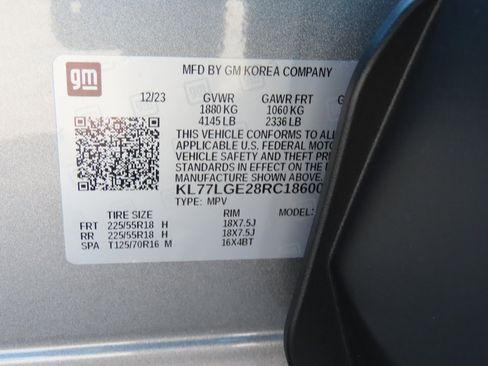 gm
MFD BY GM KOREA COMPANY
12/23 GVWR GAWR FRT G
1880 KG 1060 KG
4145 LB 2336 LB
THIS VEHICLE CONFORMS TO AL
APPLICABLE U.S. FEDERAL MOTOR
VEHICLE SAFETY AND THEFT PRE
STANDARDS IN EFFECT ON THE D
MANUFACTURE SHOWN ABOVE.
KL77LGE28RC18600
TYPE: MPV
TIRE SIZE RIM MODEL:
FRT 225/55R18 H 18X7.5J
RR 225/55R18 H 18X7.5J
SPA T125/70R16 M 16X4BT